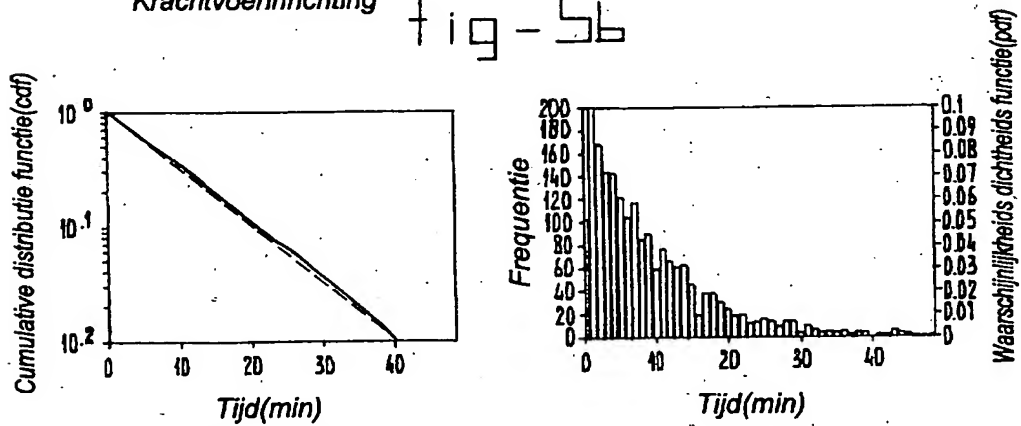 Krachtvoerinrichting
fig-5b
Cumulative distributie functie(cdf)
10 0
10-1
10-2
0 10 20 30 40
Tijd(min)
Frequentie
200
180
160
140
120
100
80
60
40
20
0
0 10 20 30 40
Tijd(min)
0.1
0.09
0.08
0.07
0.06
0.05
0.04
0.03
0.02
0.01
0
Waarschijnlijkheids dichtheids functie(pdf)